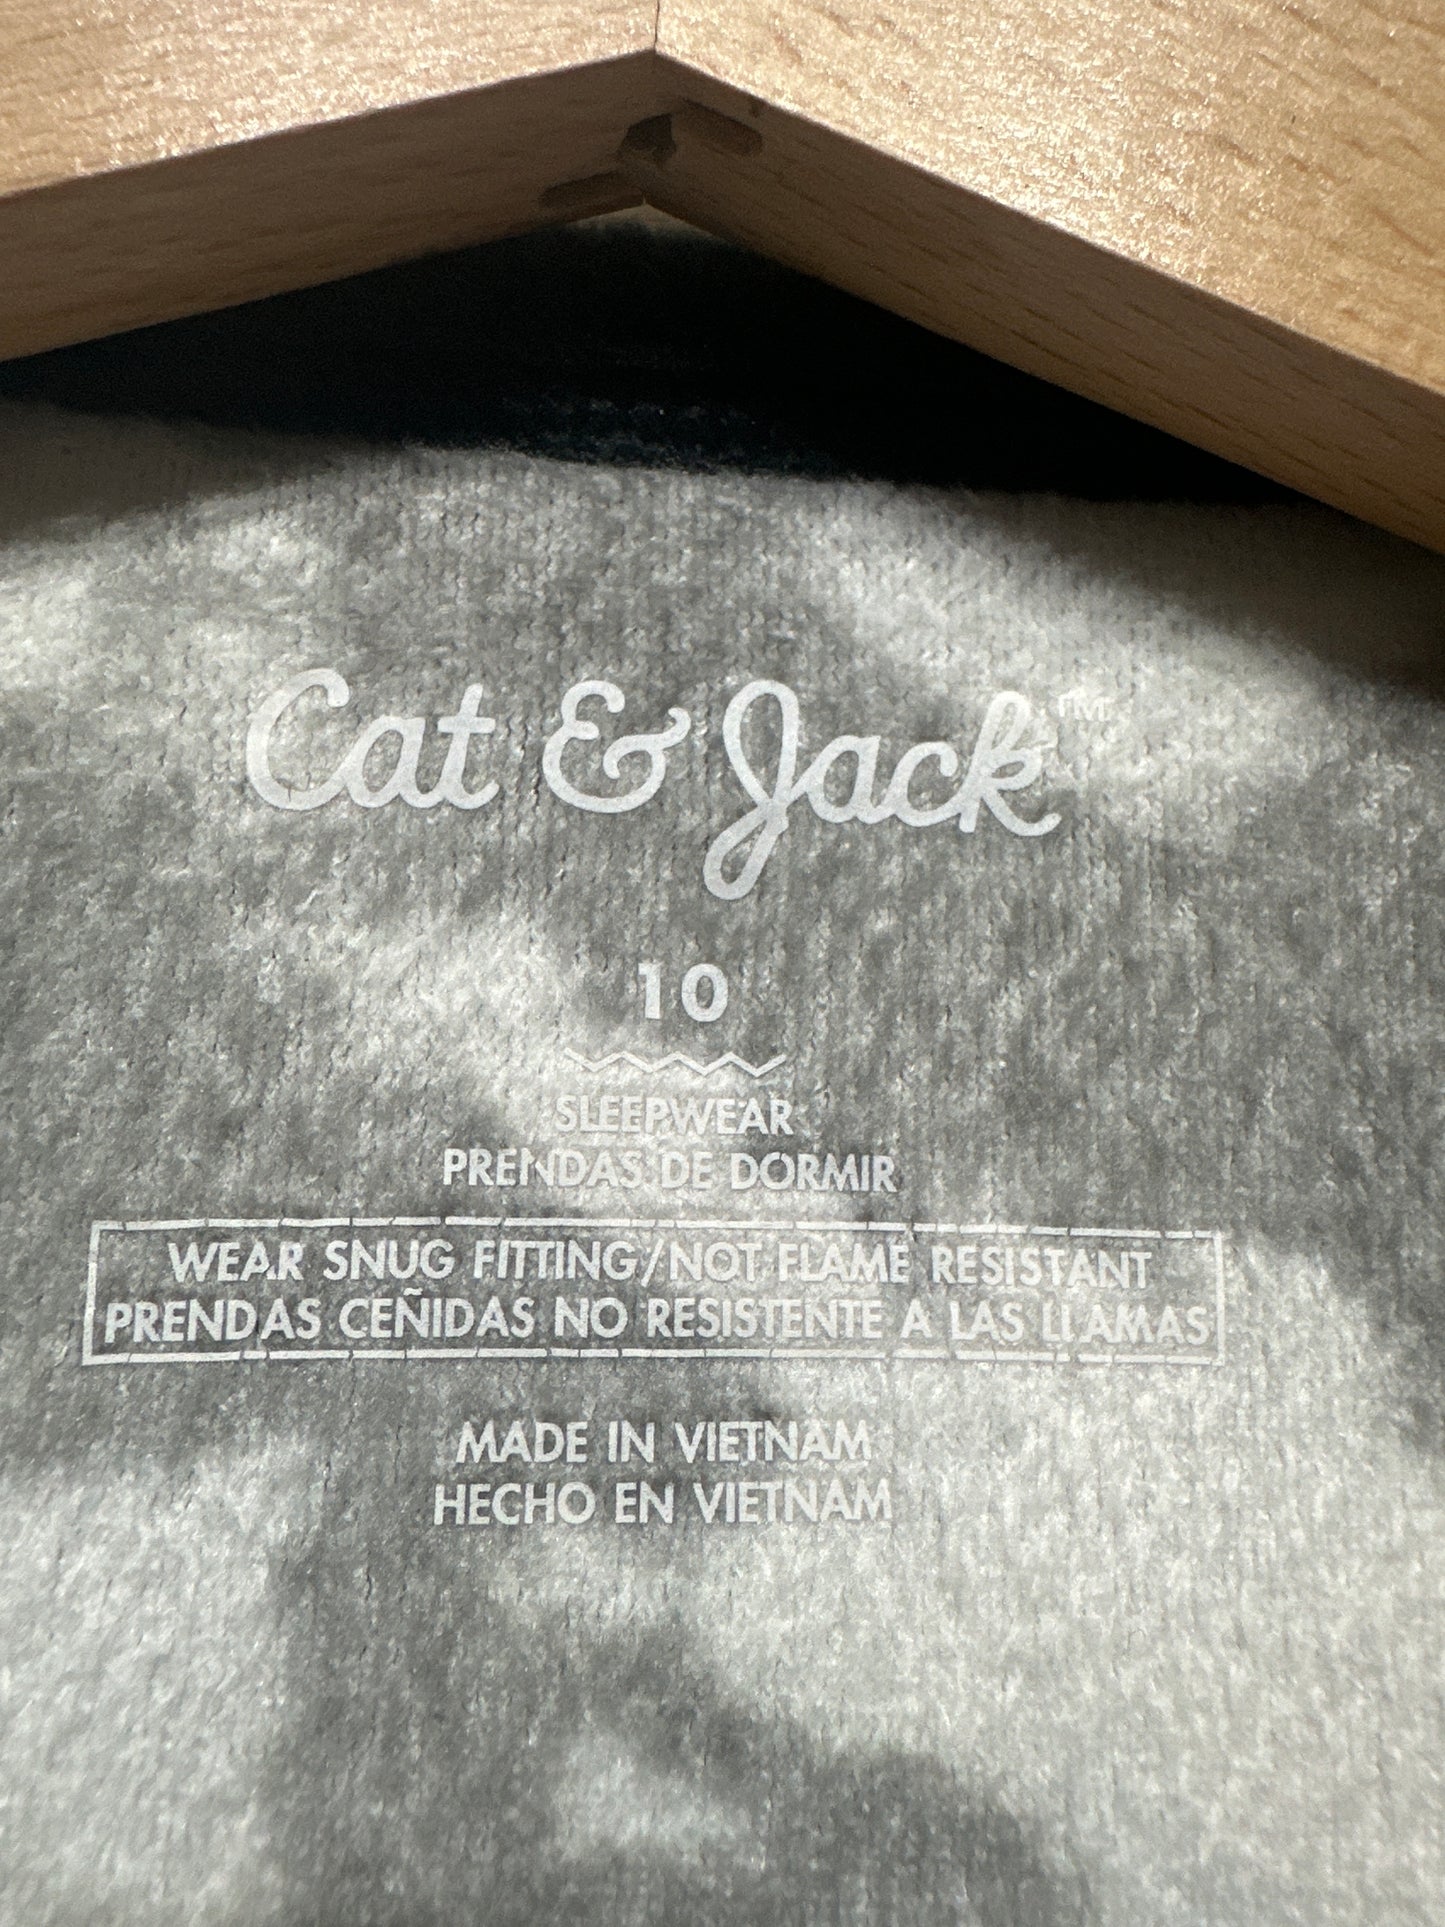 Cat & Jack™
10
SLEEPWEAR
PRENDAS DE DORMIR
WEAR SNUG FITTING/NOT FLAME RESISTANT
PRENDAS CEÑIDAS NO RESISTENTE A LAS LLAMAS
MADE IN VIETNAM
HECHO EN VIETNAM